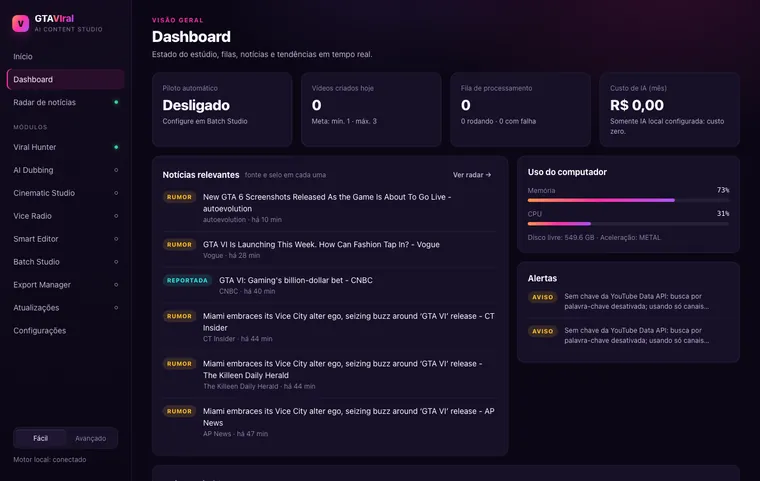 GTAViral
AI CONTENT STUDIO
Início
Dashboard
Radar de notícias
MÓDULOS
Viral Hunter
AI Dubbing
Cinematic Studio
Vice Radio
Smart Editor
Batch Studio
Export Manager
Atualizações
Configurações
Fácil
Avançado
Motor local: conectado
VISÃO GERAL
Dashboard
Estado do estúdio, filas, notícias e tendências em tempo real.
Piloto automático
Desligado
Configure em Batch Studio
Vídeos criados hoje
0
Meta: mín. 1 · máx. 3
Fila de processamento
0
0 rodando · 0 com falha
Custo de IA (mês)
R$ 0,00
Somente IA local configurada: custo
zero.
Notícias relevantes fonte e selo em cada uma
Ver radar →
RUMOR New GTA 6 Screenshots Released As the Game Is About To Go Live -
autoevolution
autoevolution · há 10 min
RUMOR GTA VI Is Launching This Week. How Can Fashion Tap In? - Vogue
Vogue · há 28 min
REPORTADA GTA VI: Gaming's billion-dollar bet - CNBC
CNBC · há 40 min
RUMOR Miami embraces its Vice City alter ego, seizing buzz around 'GTA VI' release - CT
Insider
CT Insider · há 44 min
RUMOR Miami embraces its Vice City alter ego, seizing buzz around 'GTA VI' release -
The Killeen Daily Herald
The Killeen Daily Herald · há 44 min
RUMOR Miami embraces its Vice City alter ego, seizing buzz around 'GTA VI' release - AP
News
AP News · há 47 min
Uso do computador
Memória 73%
CPU 31%
Disco livre: 549.6 GB · Aceleração: METAL
Alertas
AVISO Sem chave da YouTube Data API: busca por
palavra-chave desativada; usando só canais...
AVISO Sem chave da YouTube Data API: busca por
palavra-chave desativada; usando só canais...